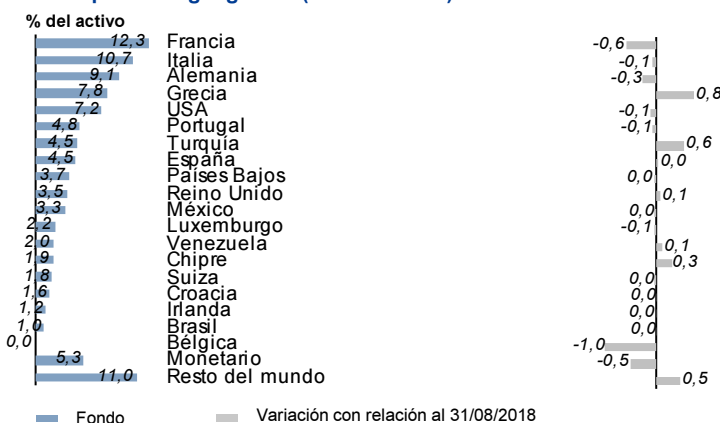 % del activo
12,3 Francia -0,6
10,7 Italia -0,1
9,1 Alemania -0,3
7,8 Grecia 0,8
7,2 USA -0,1
4,8 Portugal -0,1
4,5 Turquía 0,6
4,5 España 0,0
3,7 Países Bajos 0,0
3,5 Reino Unido 0,1
3,3 México 0,0
2,2 Luxemburgo -0,1
2,0 Venezuela 0,1
1,9 Chipre 0,3
1,8 Suiza 0,0
1,6 Croacia 0,0
1,2 Irlanda 0,0
1,0 Brasil 0,0
0,0 Bélgica -1,0
5,3 Monetario -0,5
11,0 Resto del mundo 0,5
Fondo Variación con relación al 31/08/2018